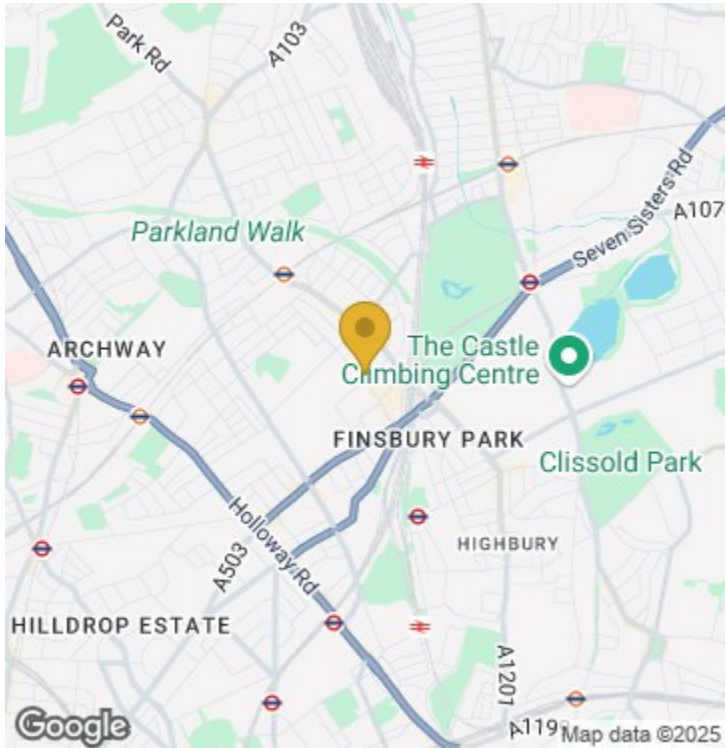 Park Rd
A103
Seven Sisters Rd
A107
Parkland Walk
ARCHWAY
The Castle
Climbing Centre
FINSBURY PARK
Clissold Park
Holloway Rd
A503
HIGHBURY
HILLDROP ESTATE
A1201
A119
Google
Map data ©2025